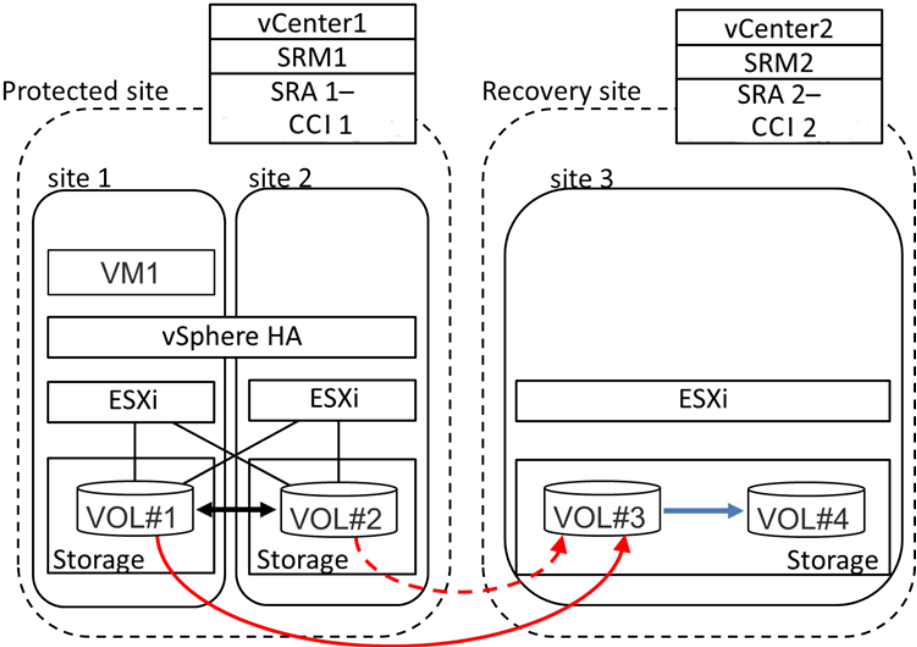 vCenter1
SRM1
SRA 1–
CCI 1
vCenter2
SRM2
SRA 2–
CCI 2
Protected site
Recovery site
site 1
site 2
site 3
VM1
vSphere HA
ESXi
ESXi
ESXi
VOL#1
VOL#2
VOL#3
VOL#4
Storage
Storage
Storage